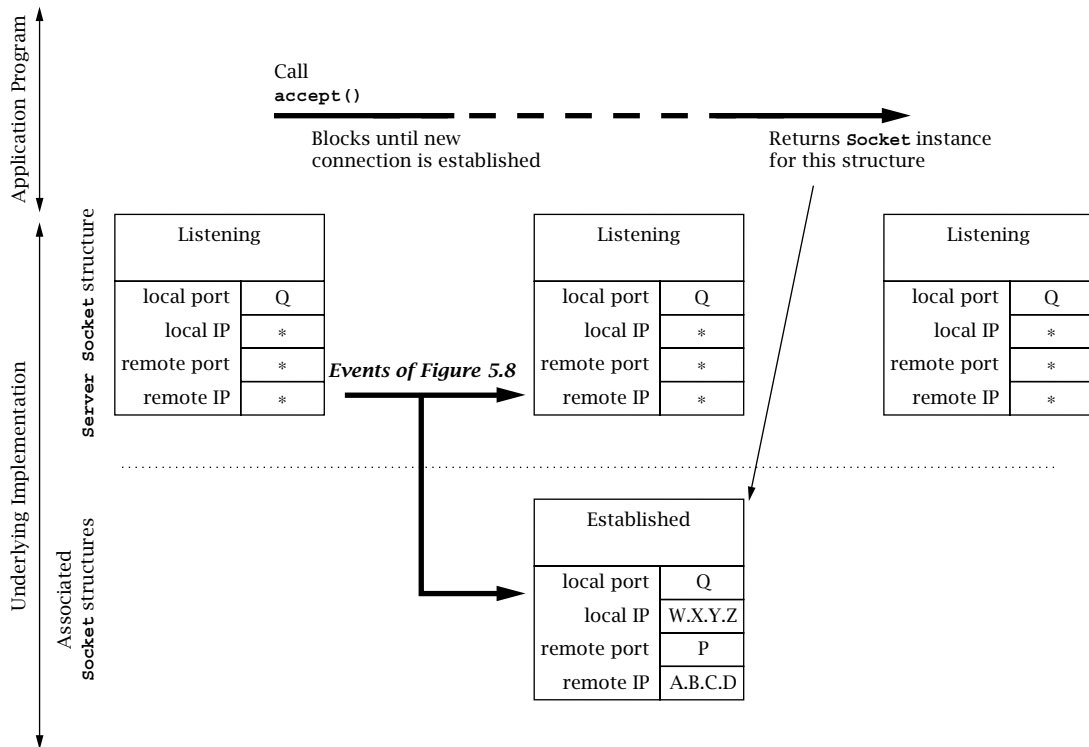 Application Program
Call
accept()
Blocks until new
connection is established
Returns Socket instance
for this structure
Underlying Implementation
Server Socket structure
Listening
local port Q
local IP *
remote port *
remote IP *
Events of Figure 5.8
Listening
local port Q
local IP *
remote port *
remote IP *
Listening
local port Q
local IP *
remote port *
remote IP *
Associated
Socket structures
Established
local port Q
local IP W.X.Y.Z
remote port P
remote IP A.B.C.D